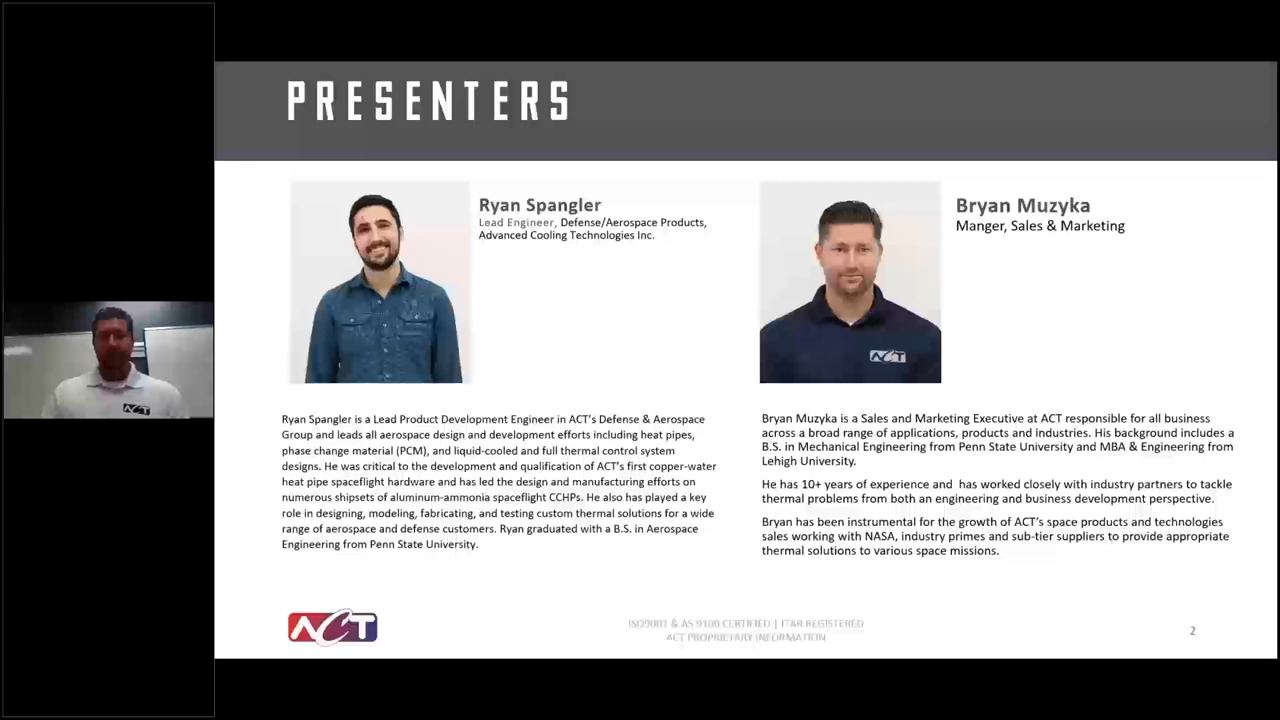 PRESENTERS
Ryan Spangler
Lead Engineer, Defense/Aerospace Products,
Advanced Cooling Technologies Inc.
Bryan Muzyka
Manger, Sales & Marketing
ACT
ACT
Ryan Spangler is a Lead Product Development Engineer in ACT's Defense & Aerospace
Group and leads all aerospace design and development efforts including heat pipes,
phase change material (PCM), and liquid-cooled and full thermal control system
designs. He was critical to the development and qualification of ACT's first copper-water
heat pipe spaceflight hardware and has led the design and manufacturing efforts on
numerous shipsets of aluminum-ammonia spaceflight CCHPs. He also has played a key
role in designing, modeling, fabricating, and testing custom thermal solutions for a wide
range of aerospace and defense customers. Ryan graduated with a B.S. in Aerospace
Engineering from Penn State University.
Bryan Muzyka is a Sales and Marketing Executive at ACT responsible for all business
across a broad range of applications, products and industries. His background includes a
B.S. in Mechanical Engineering from Penn State University and MBA & Engineering from
Lehigh University.
He has 10+ years of experience and has worked closely with industry partners to tackle
thermal problems from both an engineering and business development perspective.
Bryan has been instrumental for the growth of ACT's space products and technologies
sales working with NASA, industry primes and sub-tier suppliers to provide appropriate
thermal solutions to various space missions.
ACT
ISO9001 & AS 9100 CERTIFIED | ITAR REGISTERED
ACT PROPRIETARY INFORMATION
2